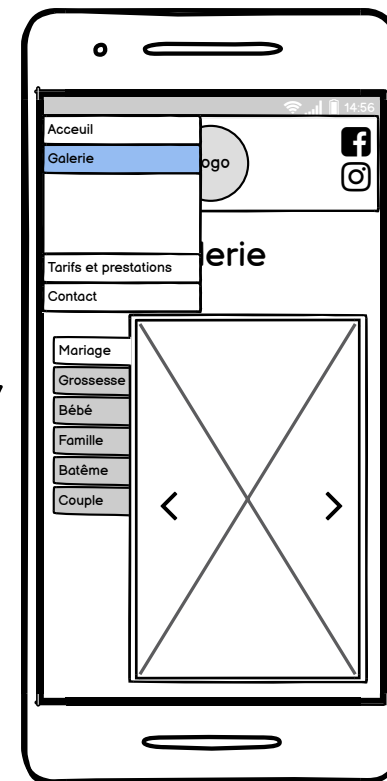 14:56
Acceuil
Galerie
ogo
lerie
Tarifs et prestations
Contact
Mariage
Grossesse
Bébé
Famille
Batême
Couple